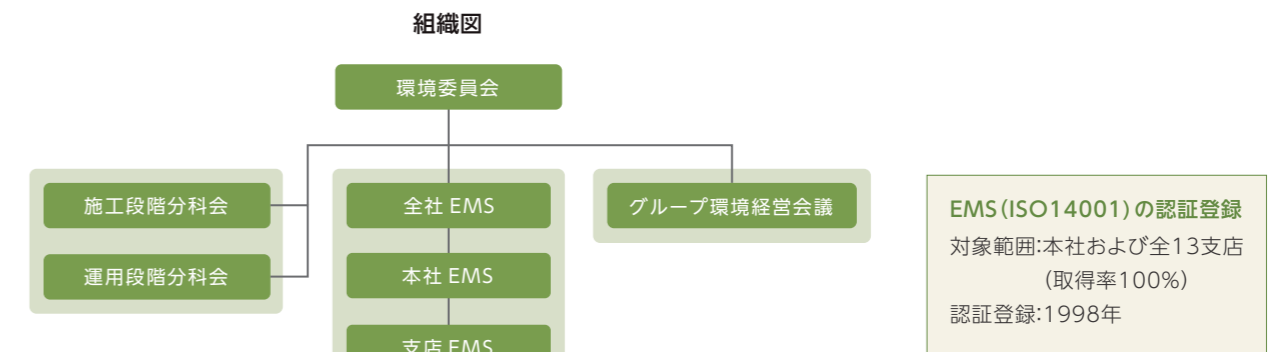 組織図
環境委員会
施工段階分科会
運用段階分科会
全社 EMS
本社 EMS
支店 EMS
グループ環境経営会議
EMS(ISO14001)の認証登録
対象範囲:本社および全13支店
(取得率100%)
認証登録:1998年